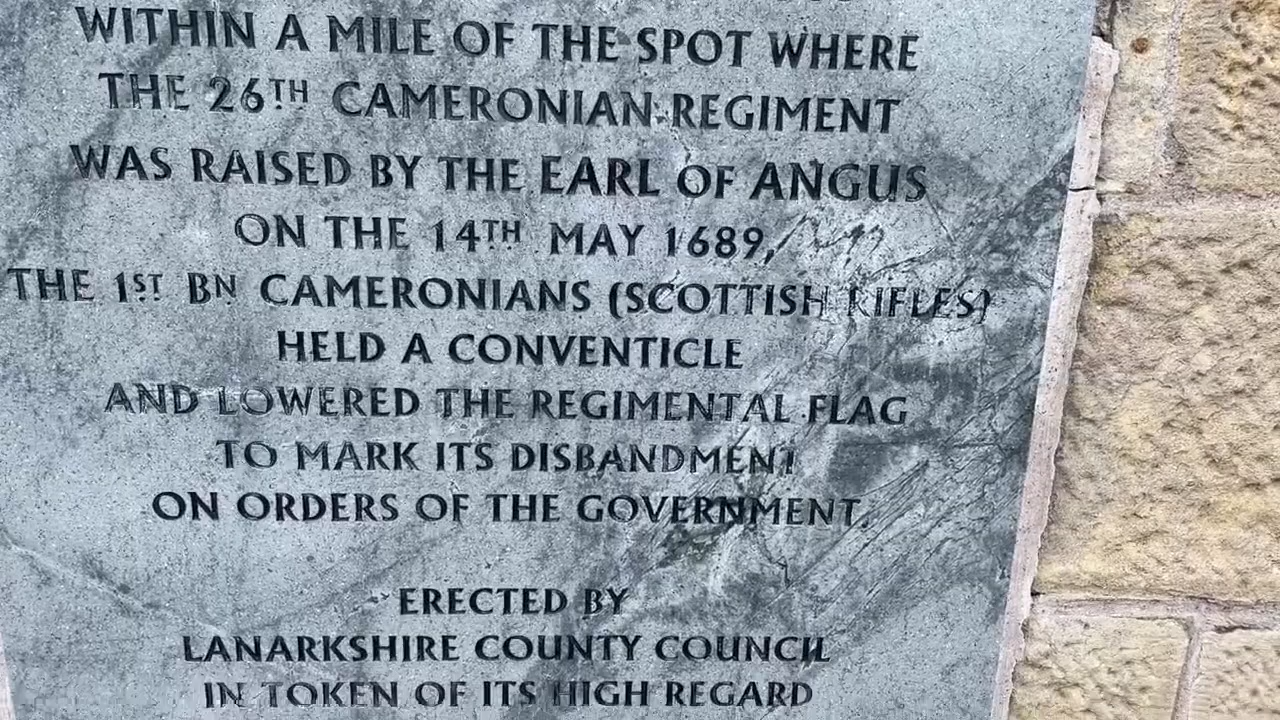 WITHIN A MILE OF THE SPOT WHERE
THE 26TH CAMERONIAN REGIMENT
WAS RAISED BY THE EARL OF ANGUS
ON THE 14TH MAY 1689,
THE 1ST BN CAMERONIANS (SCOTTISH RIFLES)
HELD A CONVENTICLE
AND LOWERED THE REGIMENTAL FLAG
TO MARK ITS DISBANDMENT
ON ORDERS OF THE GOVERNMENT.
ERECTED BY
LANARKSHIRE COUNTY COUNCIL
IN TOKEN OF ITS HIGH REGARD